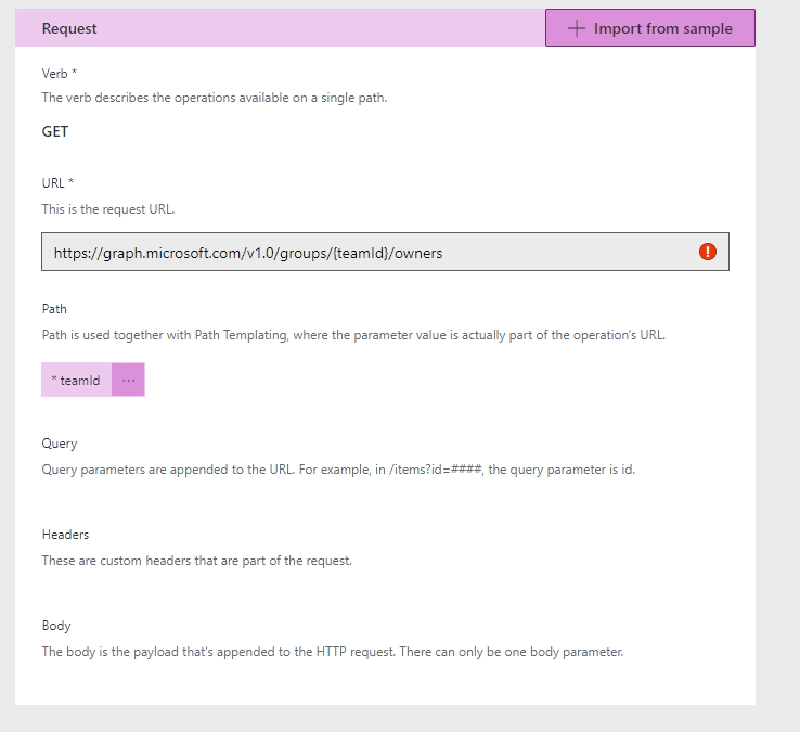 Request
+ Import from sample
Verb *
The verb describes the operations available on a single path.
GET
URL *
This is the request URL.
https://graph.microsoft.com/v1.0/groups/{teamId}/owners
Path
Path is used together with Path Templating, where the parameter value is actually part of the operation's URL.
* teamId ...
Query
Query parameters are appended to the URL. For example, in /items?id=####, the query parameter is id.
Headers
These are custom headers that are part of the request.
Body
The body is the payload that's appended to the HTTP request. There can only be one body parameter.